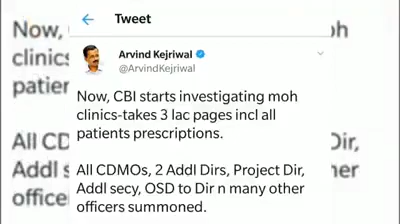 Tweet
Arvind Kejriwal
@ArvindKejriwal
Now, CBI starts investigating moh
clinics-takes 3 lac pages incl all
patients prescriptions.
All CDMOs, 2 Addl Dirs, Project Dir,
Addl secy, OSD to Dir n many other
officers summoned.
Now,
clinics
patien
All CD
Addl s
office
oh
Dir,
ner